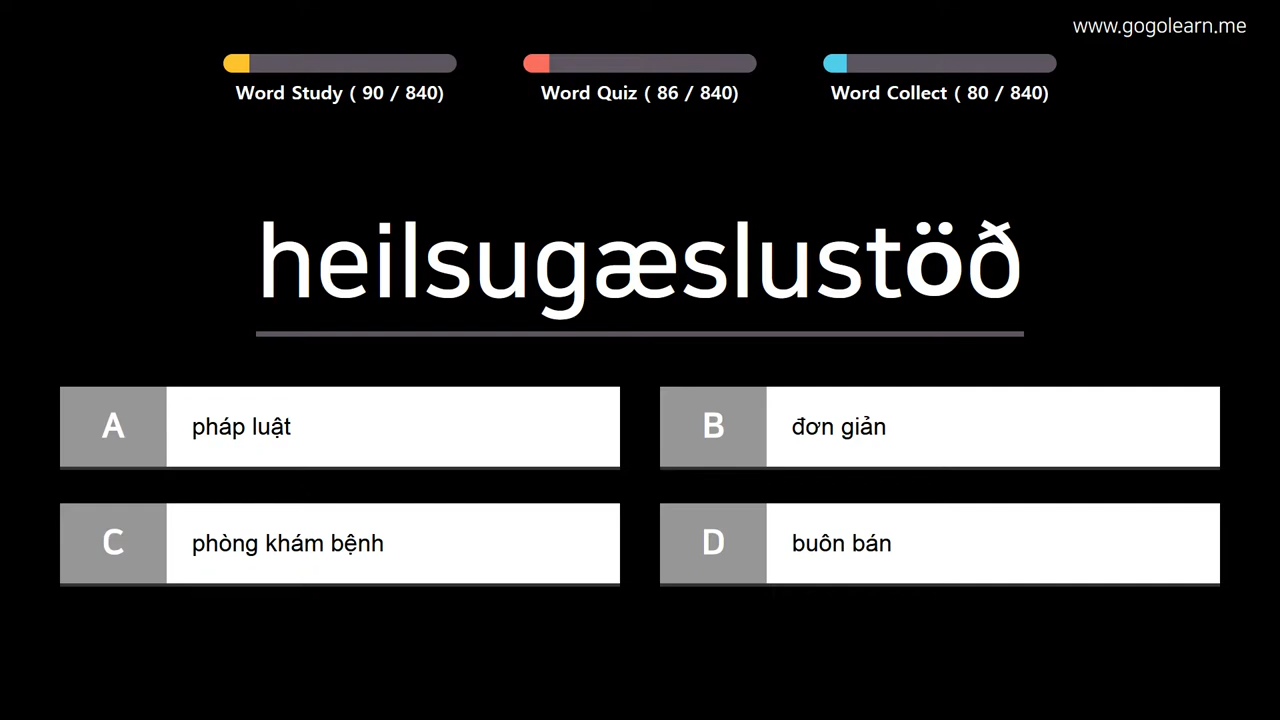 www.gogolearn.me
Word Study ( 90 / 840)
Word Quiz ( 86 / 840)
Word Collect ( 80 / 840)
heilsugæslustöð
A pháp luật
B đơn giản
C phòng khám bệnh
D buôn bán